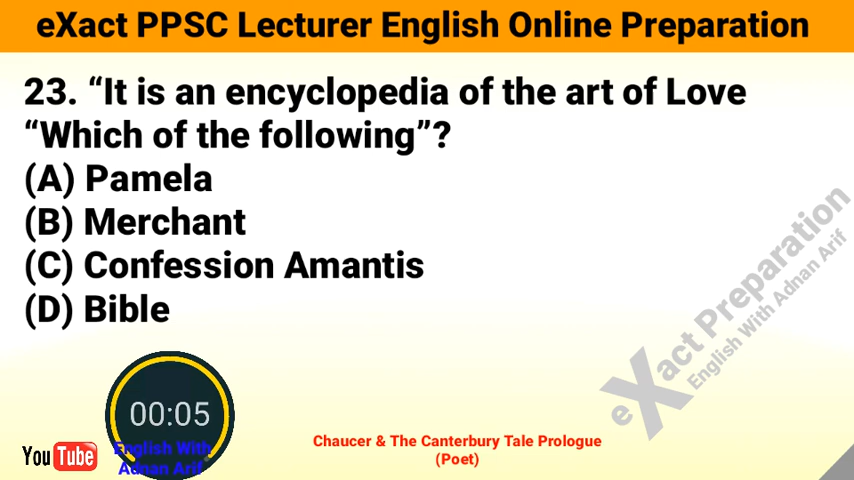 eXact PPSC Lecturer English Online Preparation
23. “It is an encyclopedia of the art of Love
“Which of the following”?
(A) Pamela
(B) Merchant
(C) Confession Amantis
(D) Bible
eXact Preparation
English With Adnan Arif
00:05
YouTube
English With
Adnan Arif
Chaucer & The Canterbury Tale Prologue
(Poet)